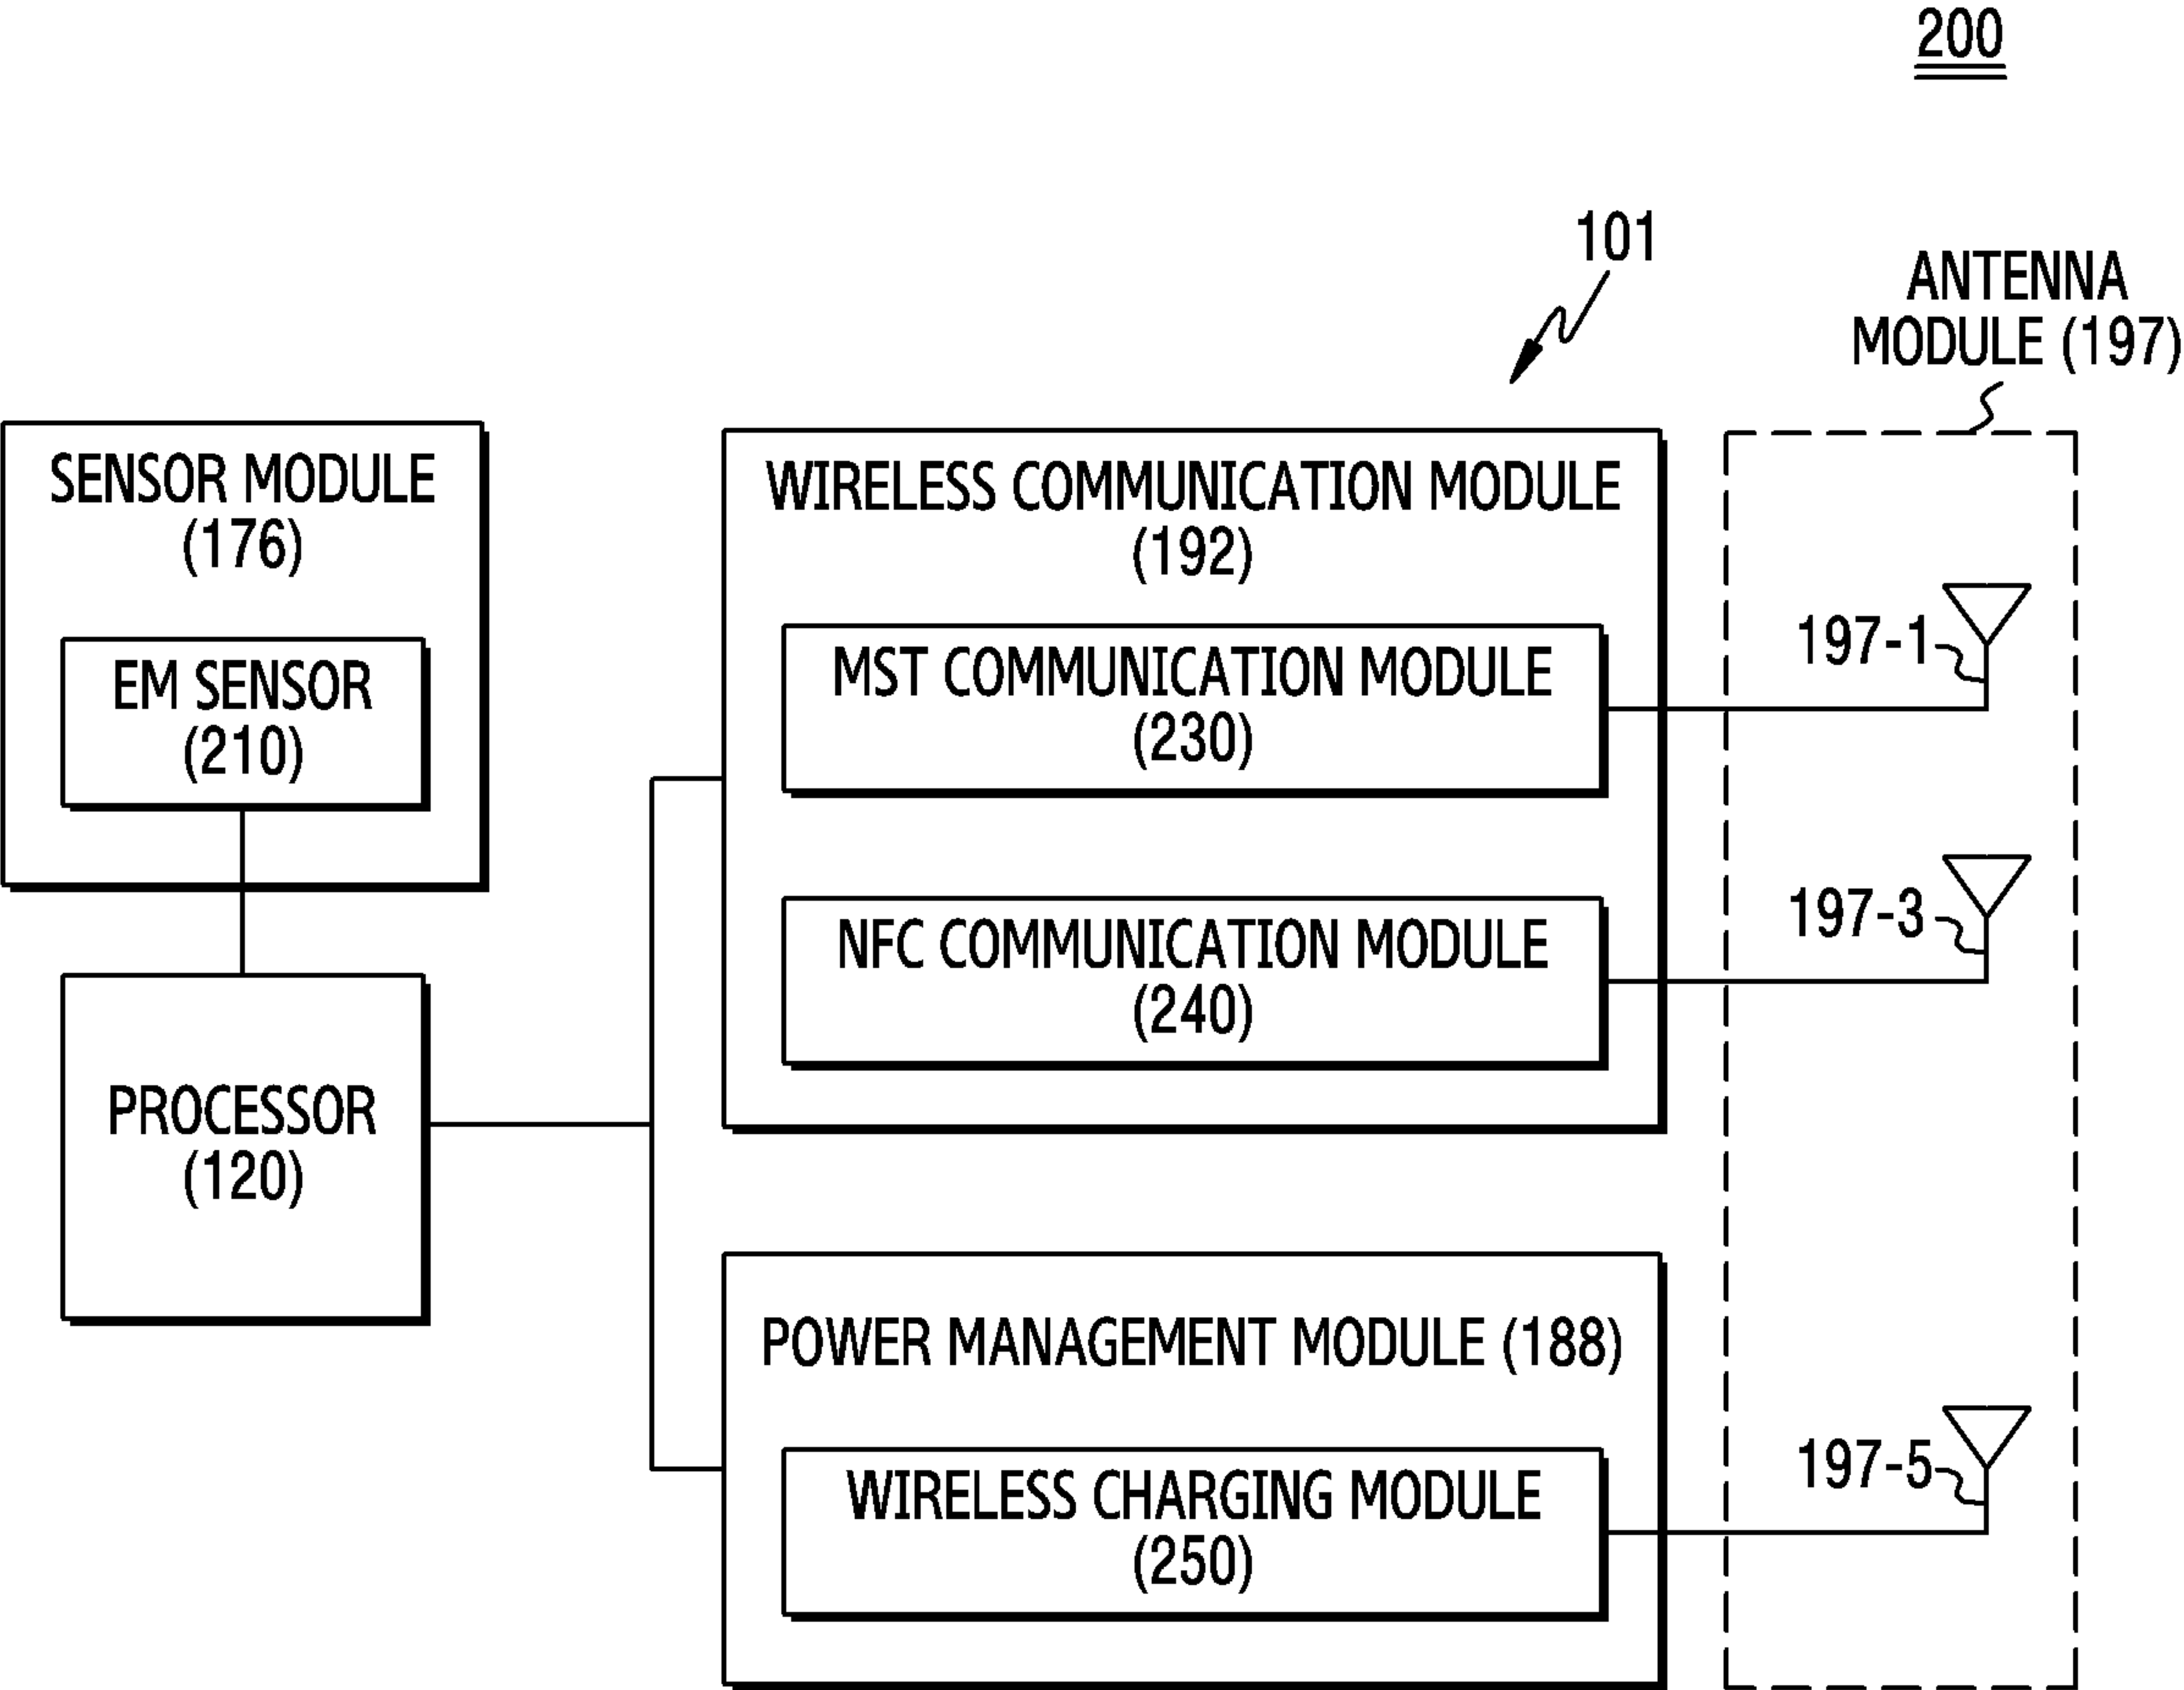 200
101
ANTENNA
MODULE (197)
SENSOR MODULE
(176)
EM SENSOR
(210)
PROCESSOR
(120)
WIRELESS COMMUNICATION MODULE
(192)
MST COMMUNICATION MODULE
(230)
NFC COMMUNICATION MODULE
(240)
POWER MANAGEMENT MODULE (188)
WIRELESS CHARGING MODULE
(250)
197-1
197-3
197-5